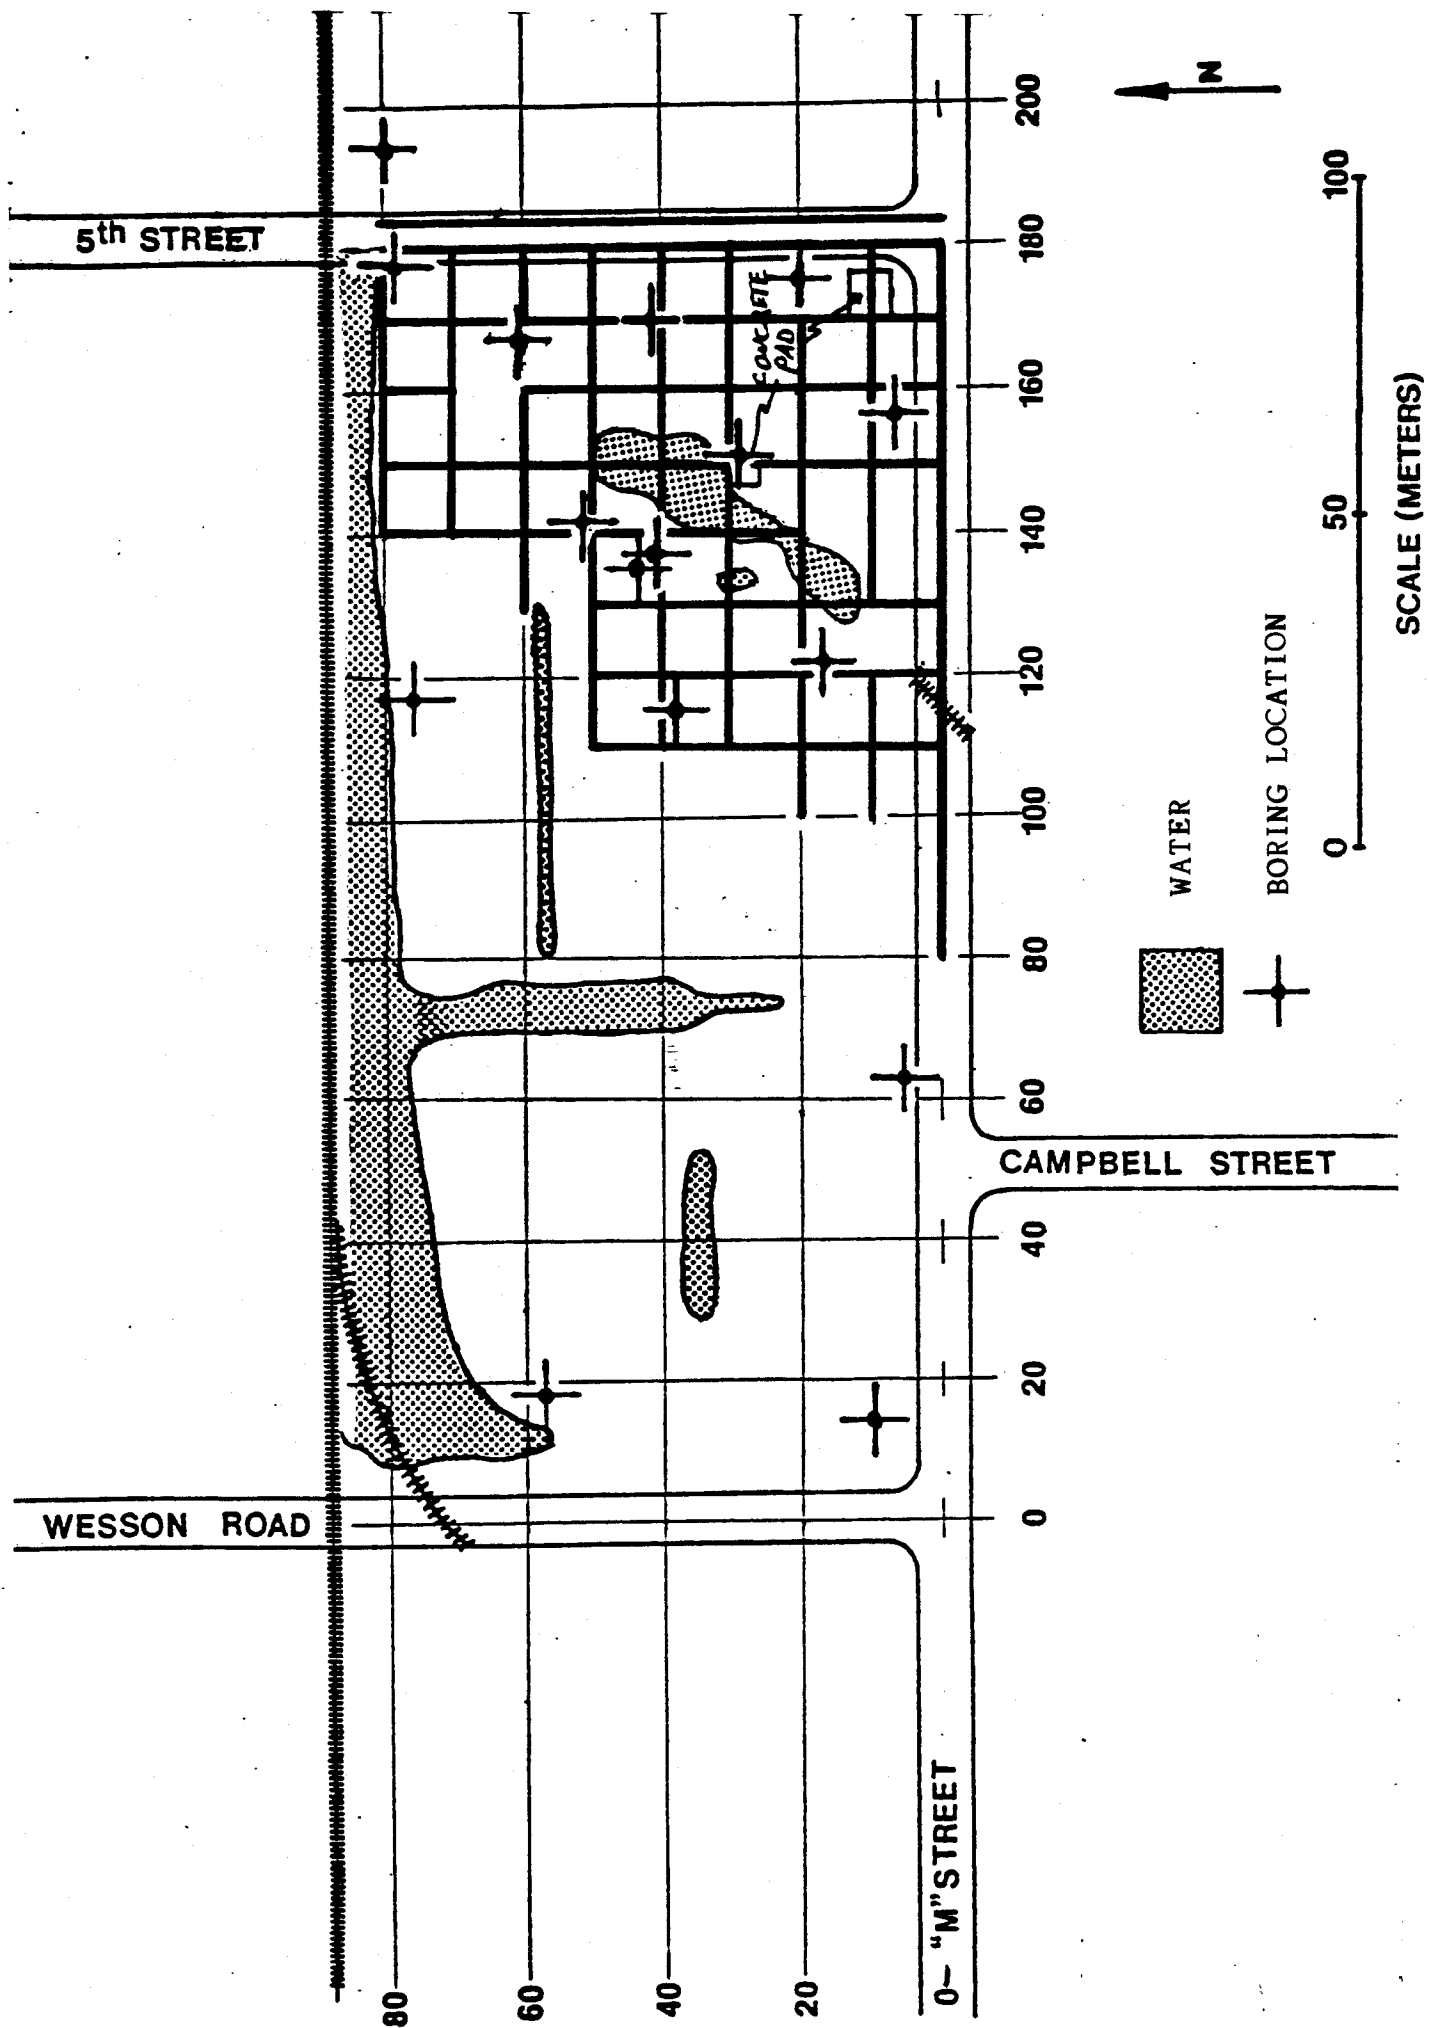 5th STREET
WESSON ROAD
CAMPBELL STREET
0— "M" STREET
80
60
40
20
0
20
40
60
80
100
120
140
160
180
200
CONCRETE
PAD
N
WATER
BORING LOCATION
0
50
100
SCALE (METERS)